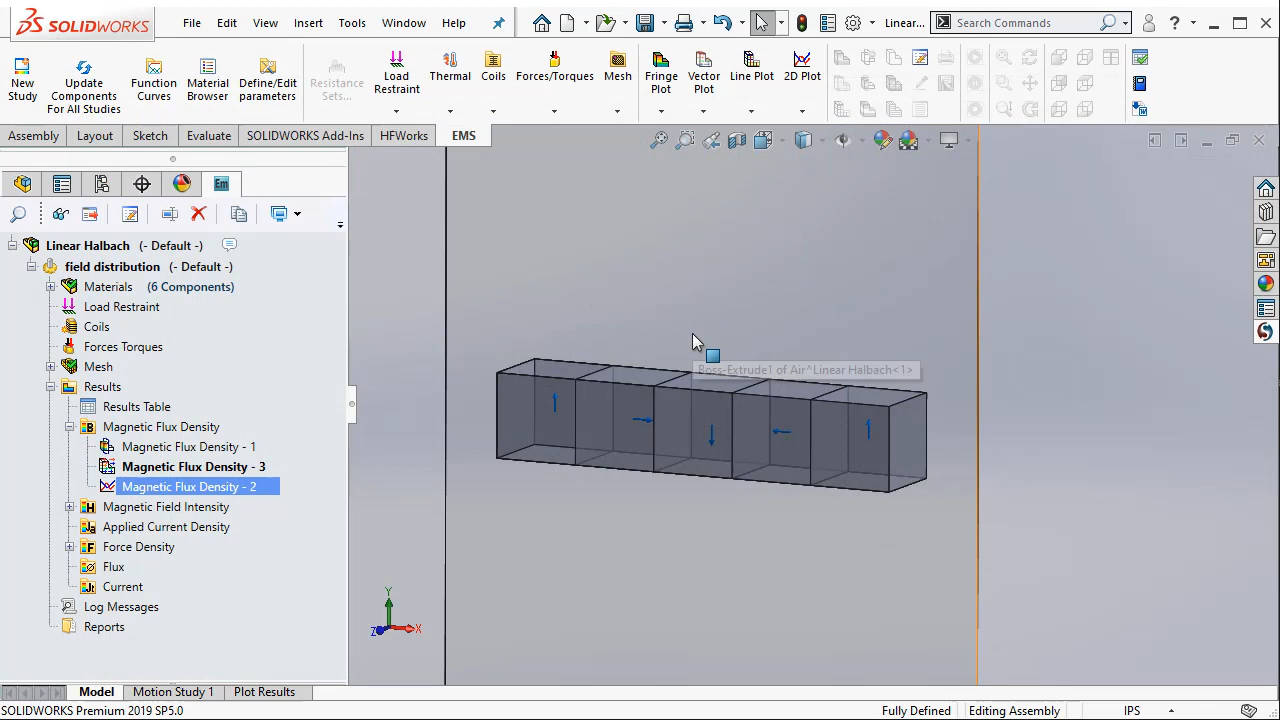 SOLIDWORKS
File Edit View Insert Tools Window Help
Linear... Search Commands
New Study
Update Components For All Studies
Function Curves
Material Browser
Define/Edit parameters
Resistance Sets...
Load Restraint
Thermal
Coils
Forces/Torques
Mesh
Fringe Plot
Vector Plot
Line Plot
2D Plot
Assembly Layout Sketch Evaluate SOLIDWORKS Add-Ins HFWorks EMS
Em
Linear Halbach (- Default -)
field distribution (- Default -)
Materials (6 Components)
Load Restraint
Coils
Forces Torques
Mesh
Results
Results Table
Magnetic Flux Density
Magnetic Flux Density - 1
Magnetic Flux Density - 3
Magnetic Flux Density - 2
Magnetic Field Intensity
Applied Current Density
Force Density
Flux
Current
Log Messages
Reports
Boss-Extrude1 of Air^Linear Halbach<1>
Y
Z X
Model Motion Study 1 Plot Results
SOLIDWORKS Premium 2019 SP5.0 Fully Defined Editing Assembly IPS